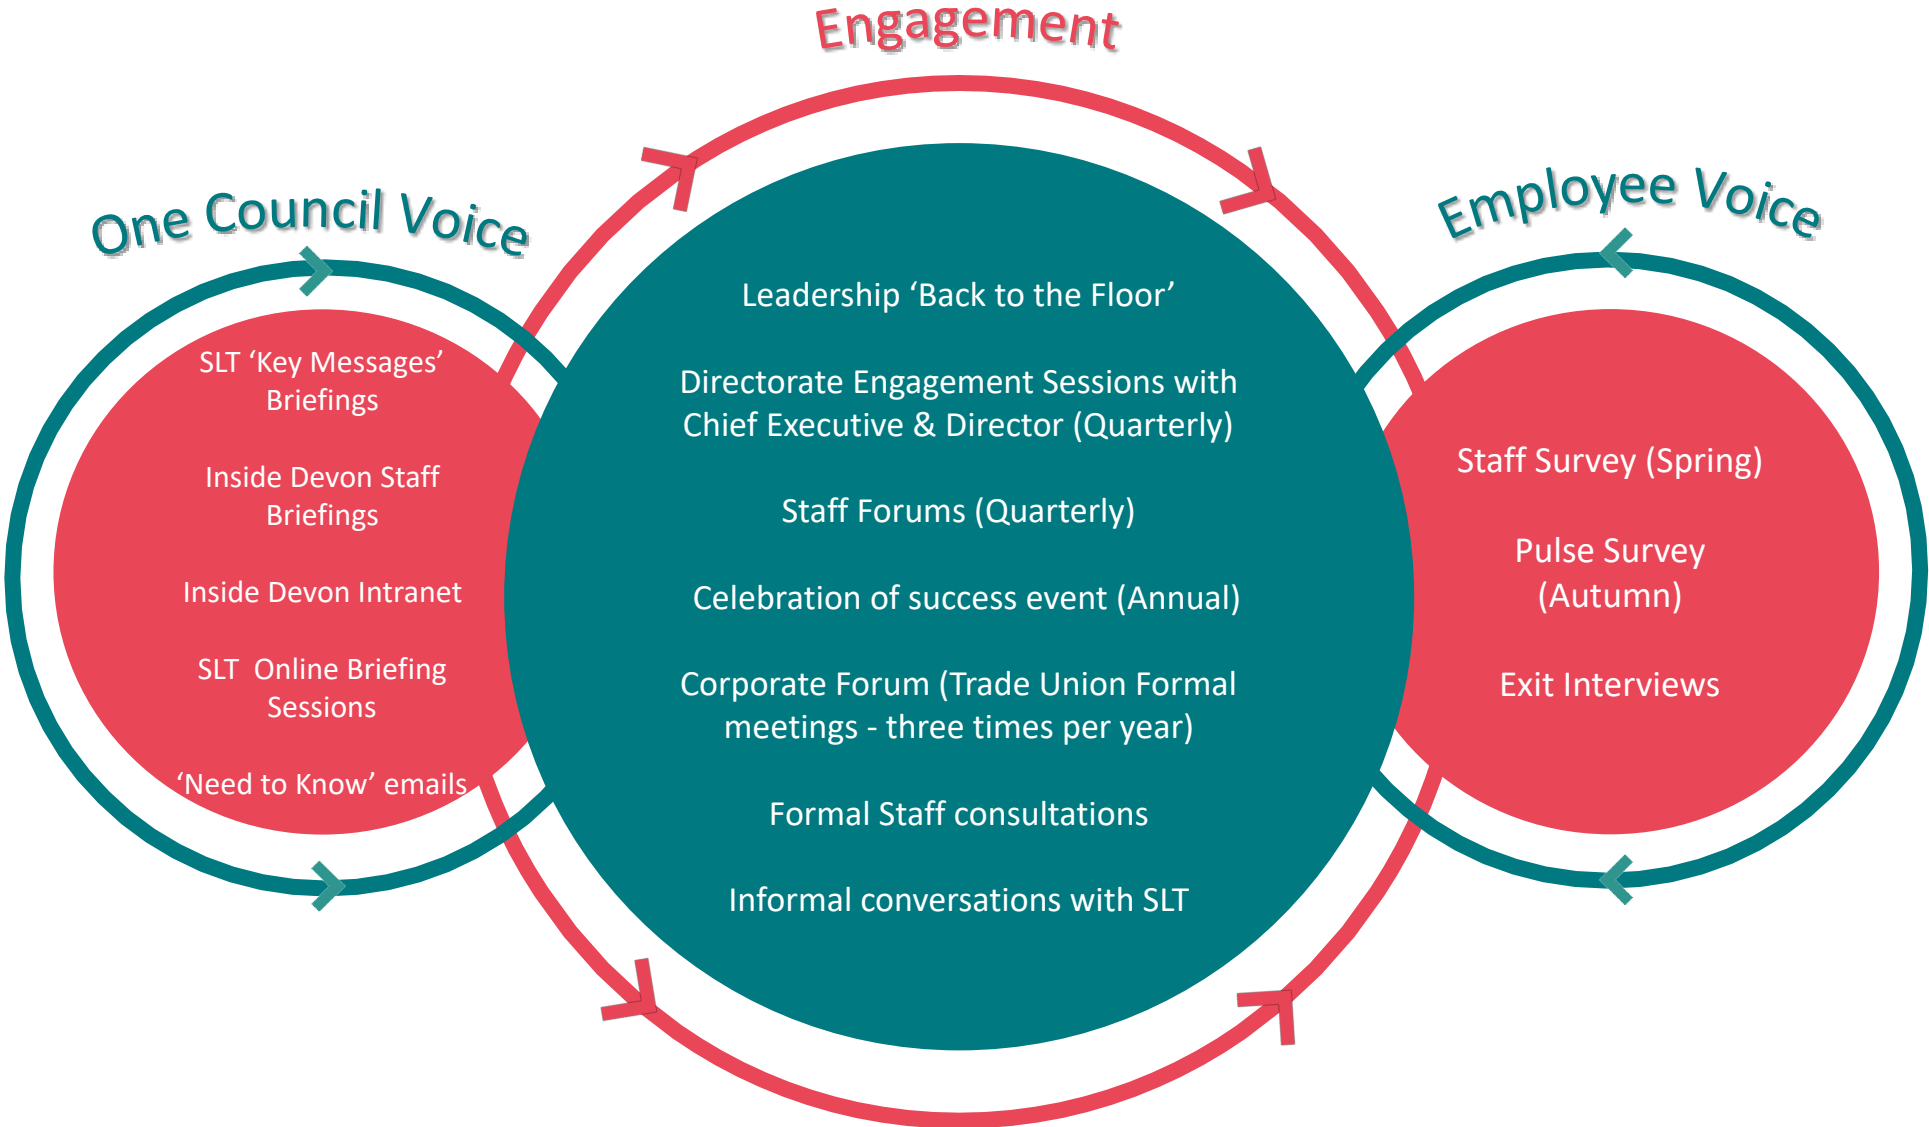 Engagement
One Council Voice
SLT ‘Key Messages’
Briefings
Inside Devon Staff
Briefings
Inside Devon Intranet
SLT  Online Briefing
Sessions
‘Need to Know’ emails
Leadership ‘Back to the Floor’
Directorate Engagement Sessions with
Chief Executive & Director (Quarterly)
Staff Forums (Quarterly)
Celebration of success event (Annual)
Corporate Forum (Trade Union Formal
meetings - three times per year)
Formal Staff consultations
Informal conversations with SLT
Employee Voice
Staff Survey (Spring)
Pulse Survey
(Autumn)
Exit Interviews